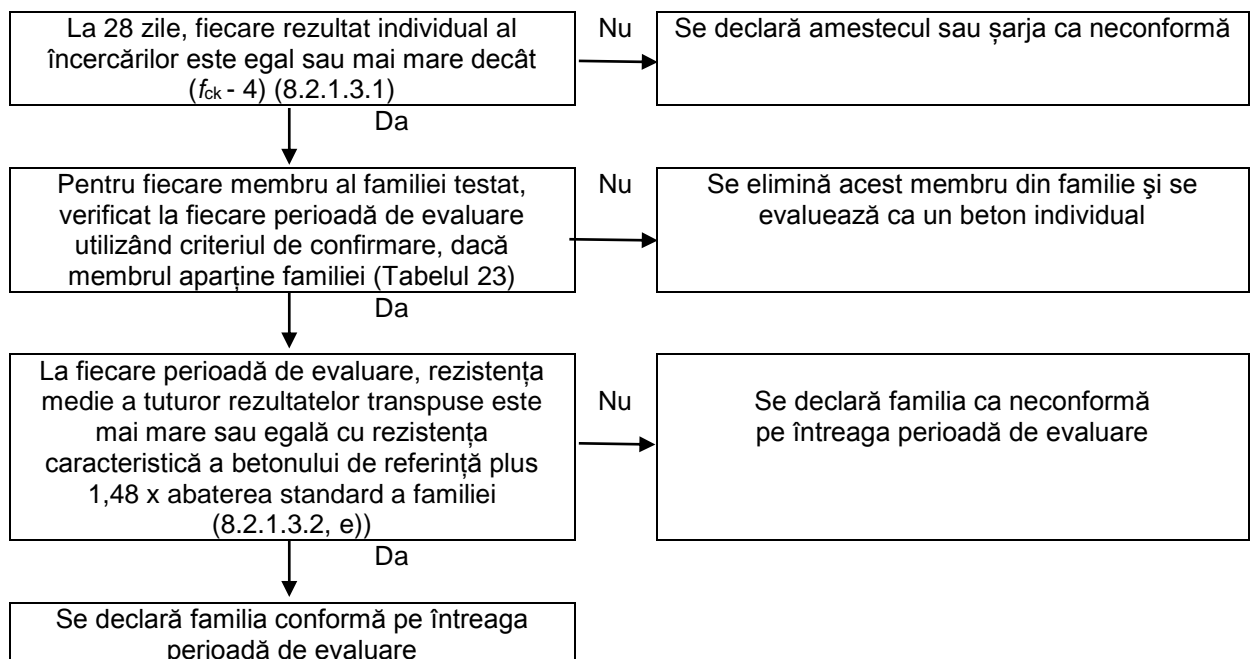 La 28 zile, fiecare rezultat individual al
încercărilor este egal sau mai mare decât
(fck - 4) (8.2.1.3.1)
Nu
Se declară amestecul sau șarja ca neconformă
Da
Pentru fiecare membru al familiei testat,
verificat la fiecare perioadă de evaluare
utilizând criteriul de confirmare, dacă
membrul aparține familiei (Tabelul 23)
Nu
Se elimină acest membru din familie şi se
evaluează ca un beton individual
Da
La fiecare perioadă de evaluare, rezistența
medie a tuturor rezultatelor transpuse este
mai mare sau egală cu rezistența
caracteristică a betonului de referință plus
1,48 x abaterea standard a familiei
(8.2.1.3.2, e))
Nu
Se declară familia ca neconformă
pe întreaga perioadă de evaluare
Da
Se declară familia conformă pe întreaga
perioadă de evaluare